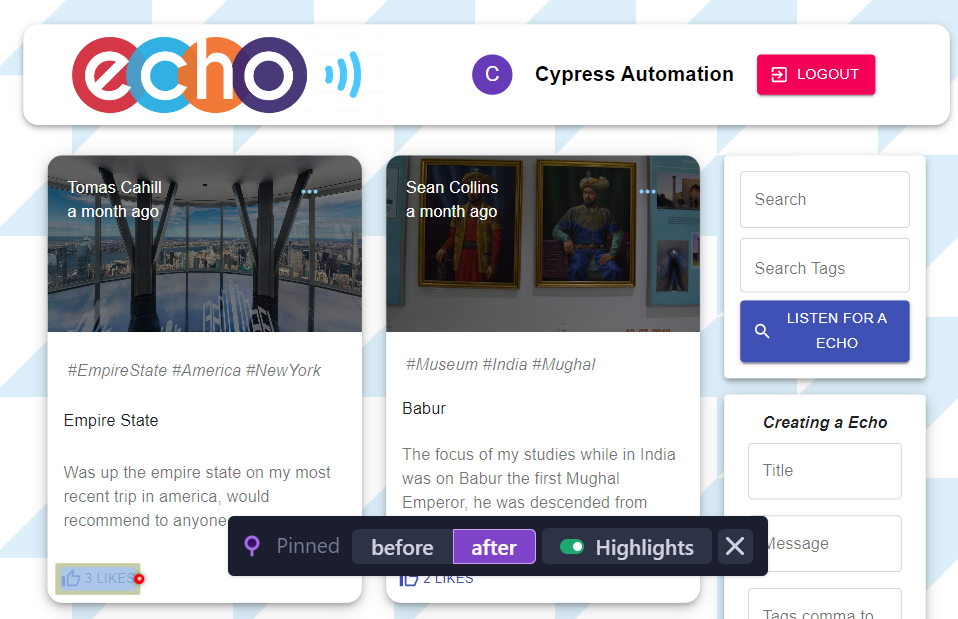 echo
C
Cypress Automation
LOGOUT
Tomas Cahill
a month ago
#EmpireState #America #NewYork
Empire State
Was up the empire state on my most
recent trip in america, would
recommend to anyone
3 LIKES
Sean Collins
a month ago
#Museum #India #Mughal
Babur
The focus of my studies while in India
was on Babur the first Mughal
Emperor, he was descended from
2 LIKES
Search
Search Tags
LISTEN FOR A
ECHO
Creating a Echo
Title
Message
Tags comma to
Pinned
before
after
Highlights